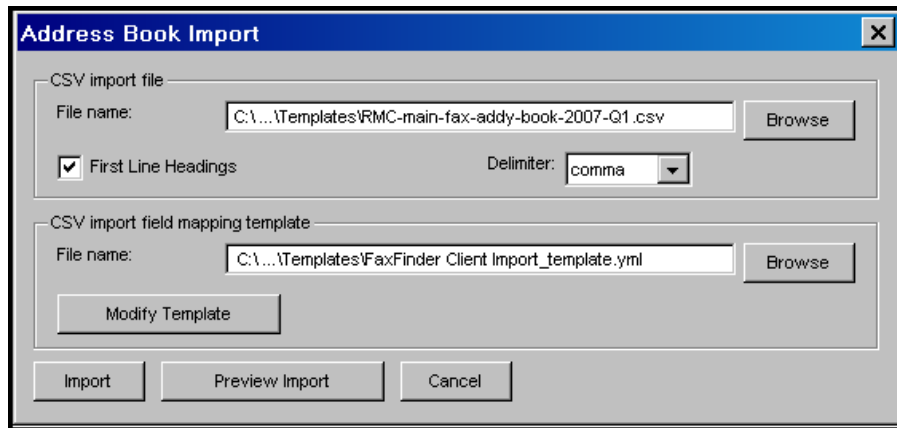 Address Book Import
CSV import file
File name: C:\...\Templates\RMC-main-fax-addy-book-2007-Q1.csv Browse
First Line Headings Delimiter: comma
CSV import field mapping template
File name: C:\...\Templates\FaxFinder Client Import_template.yml Browse
Modify Template
Import Preview Import Cancel